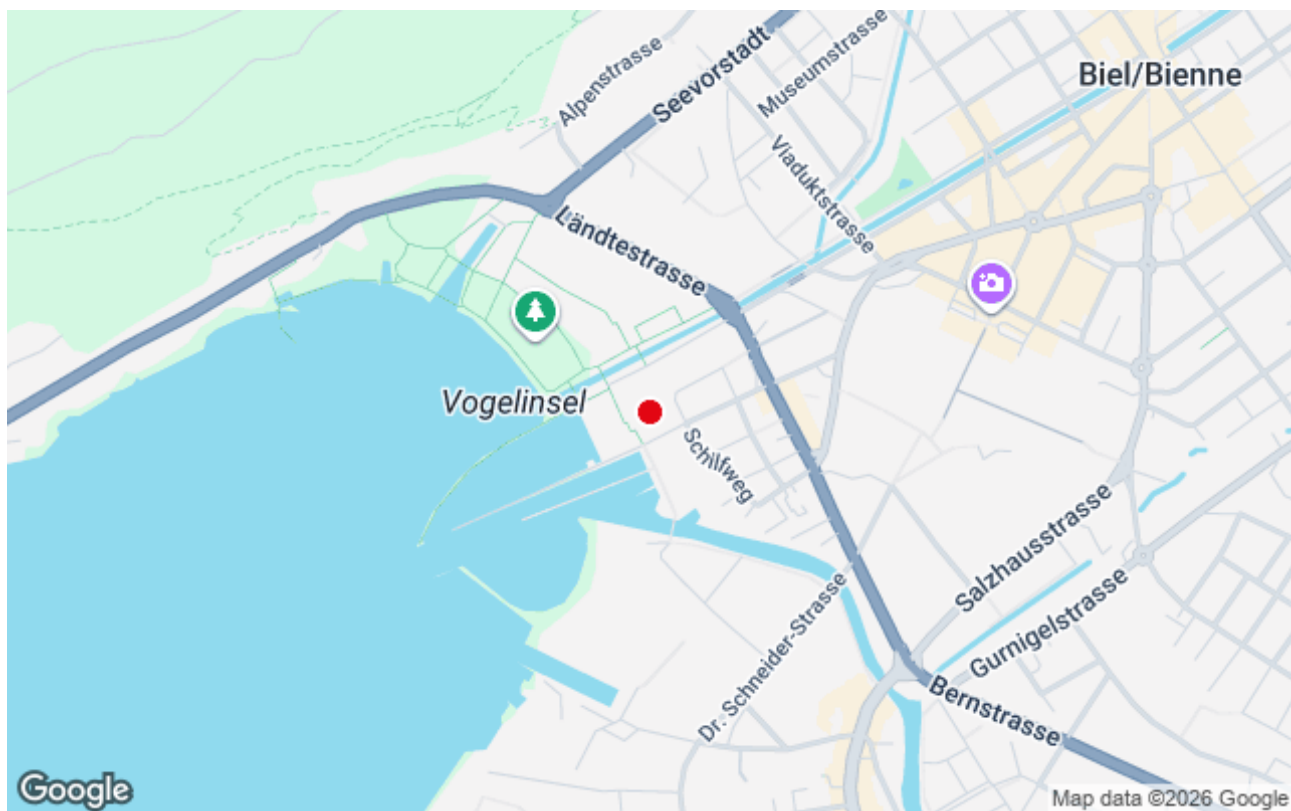 Biel/Bienne
Alpenstrasse
Seevorstadt
Museumstrasse
Viaduktstrasse
Ländtestrasse
Vogelinsel
Schilfweg
Salzhausstrasse
Gurnigelstrasse
Dr. Schneider-Strasse
Bernstrasse
Google
Map data ©2026 Google